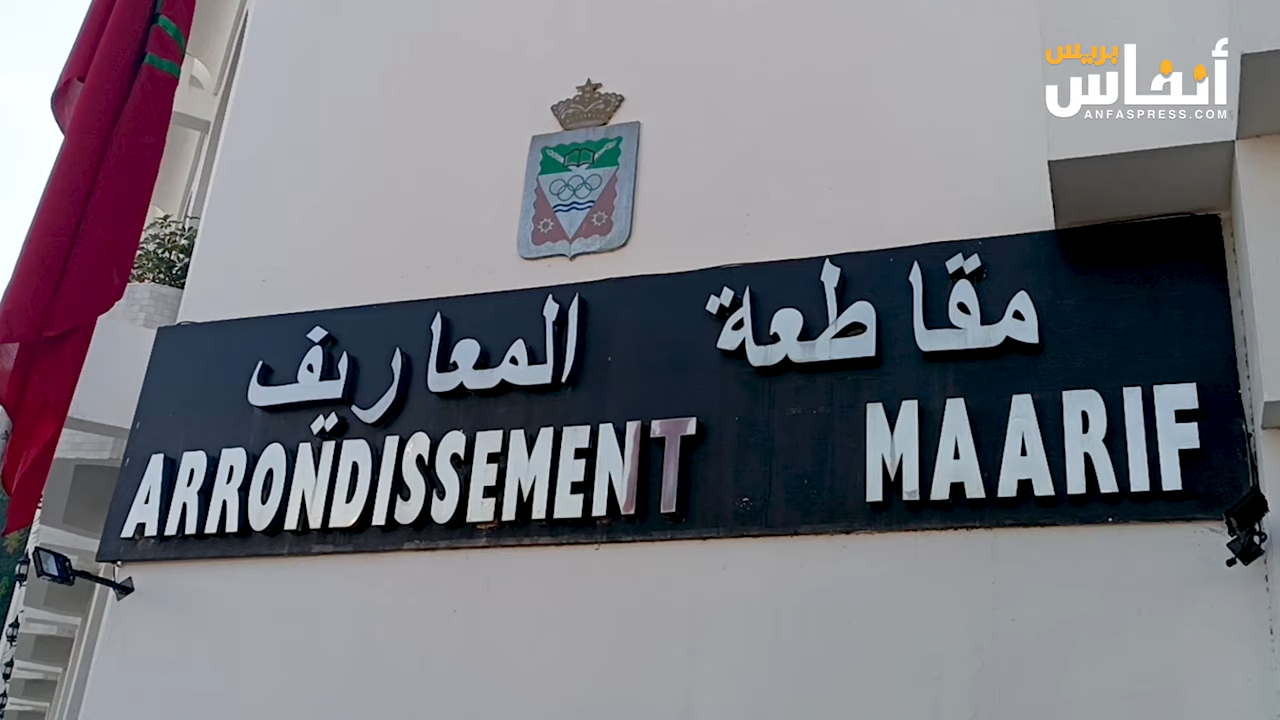 أنفاس بريس
ANFASPRESS.COM
مقاطعة المعاريف
ARRONDISSEMENT MAARIF